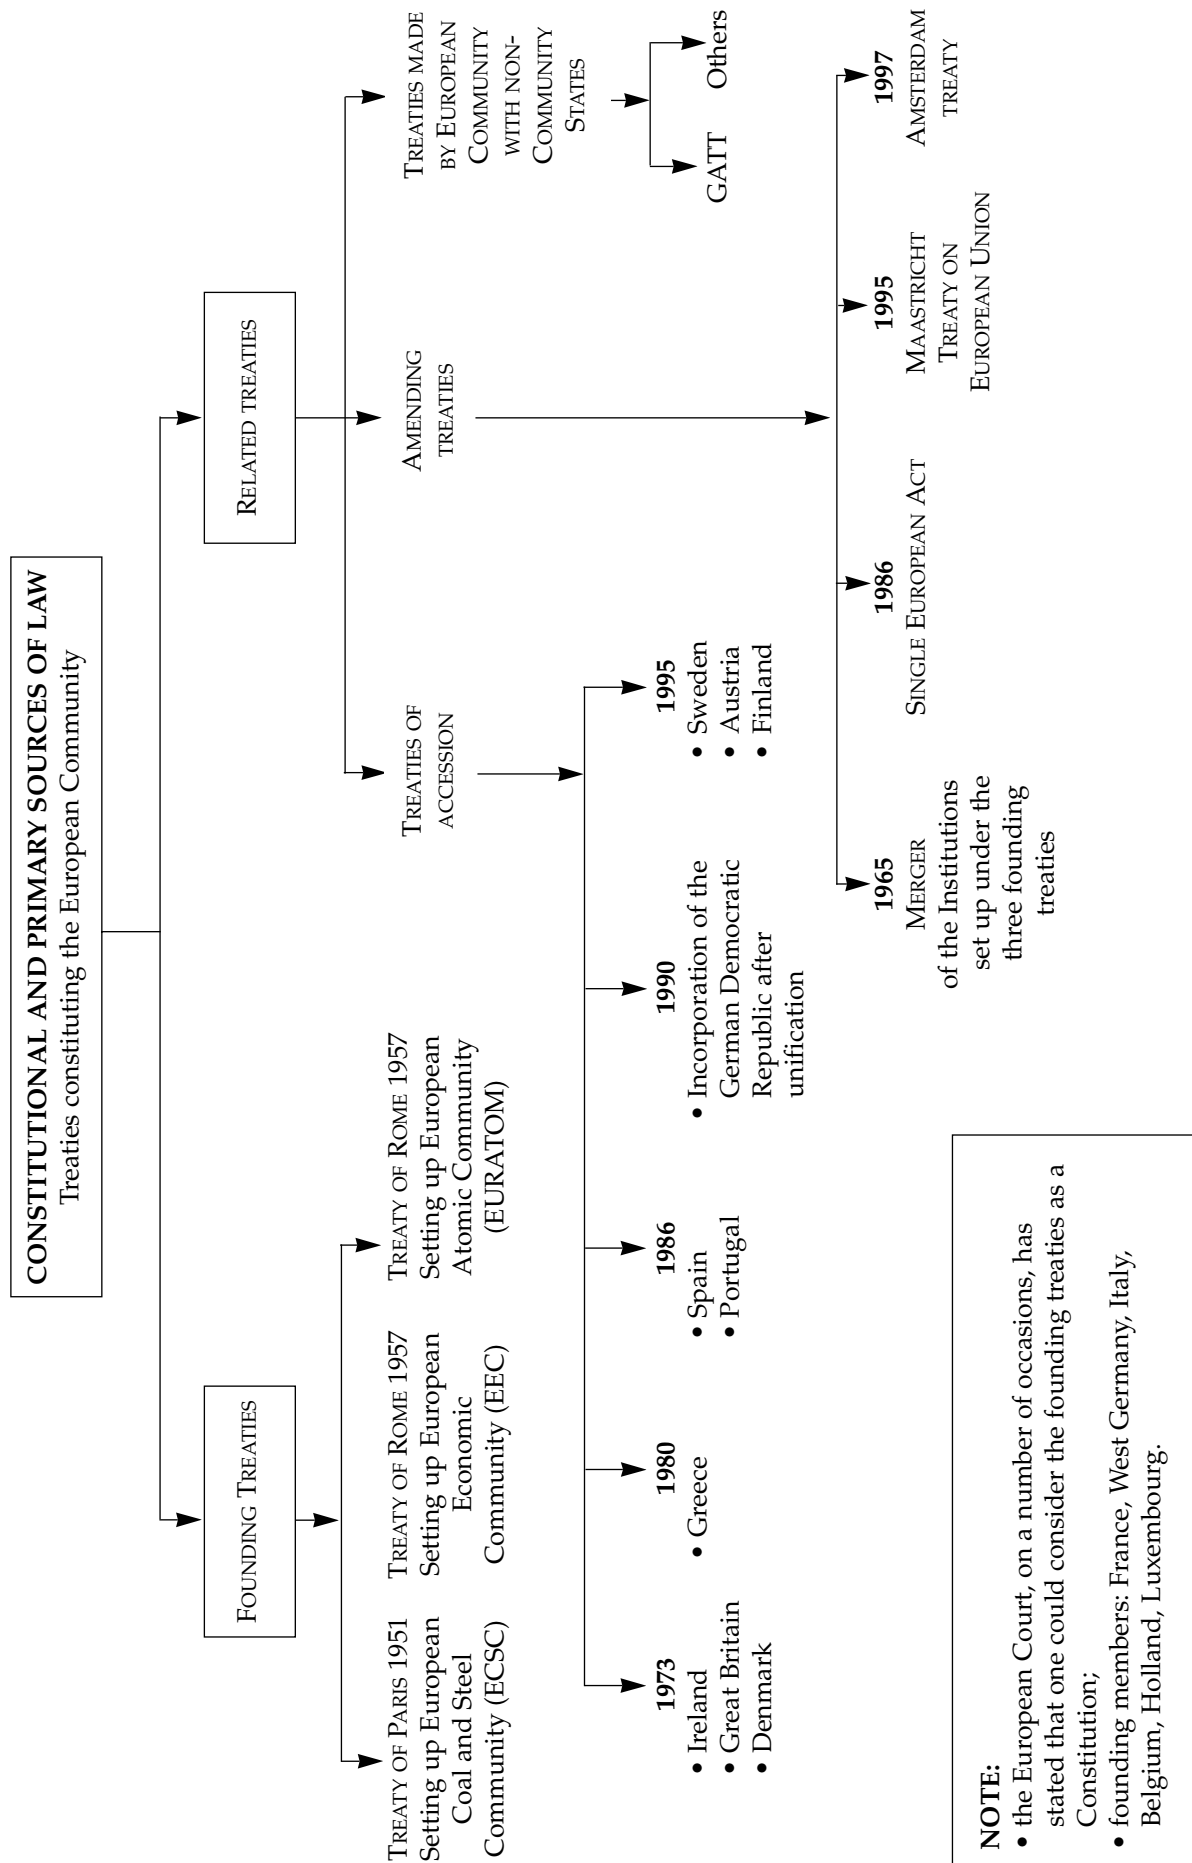 CONSTITUTIONAL AND PRIMARY SOURCES OF LAW
Treaties constituting the European Community
FOUNDING TREATIES
RELATED TREATIES
TREATY OF PARIS 1951
Setting up European
Coal and Steel
Community (ECSC)
TREATY OF ROME 1957
Setting up European
Economic
Community (EEC)
TREATY OF ROME 1957
Setting up European
Atomic Community
(EURATOM)
TREATIES OF
ACCESSION
AMENDING
TREATIES
TREATIES MADE
BY EUROPEAN
COMMUNITY
WITH NON-
COMMUNITY
STATES
GATT
Others
1973
• Ireland
• Great Britain
• Denmark
1980
• Greece
1986
• Spain
• Portugal
1990
• Incorporation of the
German Democratic
Republic after
unification
1995
• Sweden
• Austria
• Finland
1965
MERGER
of the Institutions
set up under the
three founding
treaties
1986
SINGLE EUROPEAN ACT
1995
MAASTRICHT
TREATY ON
EUROPEAN UNION
1997
AMSTERDAM
TREATY
NOTE:
• the European Court, on a number of occasions, has
stated that one could consider the founding treaties as a
Constitution;
• founding members: France, West Germany, Italy,
Belgium, Holland, Luxembourg.